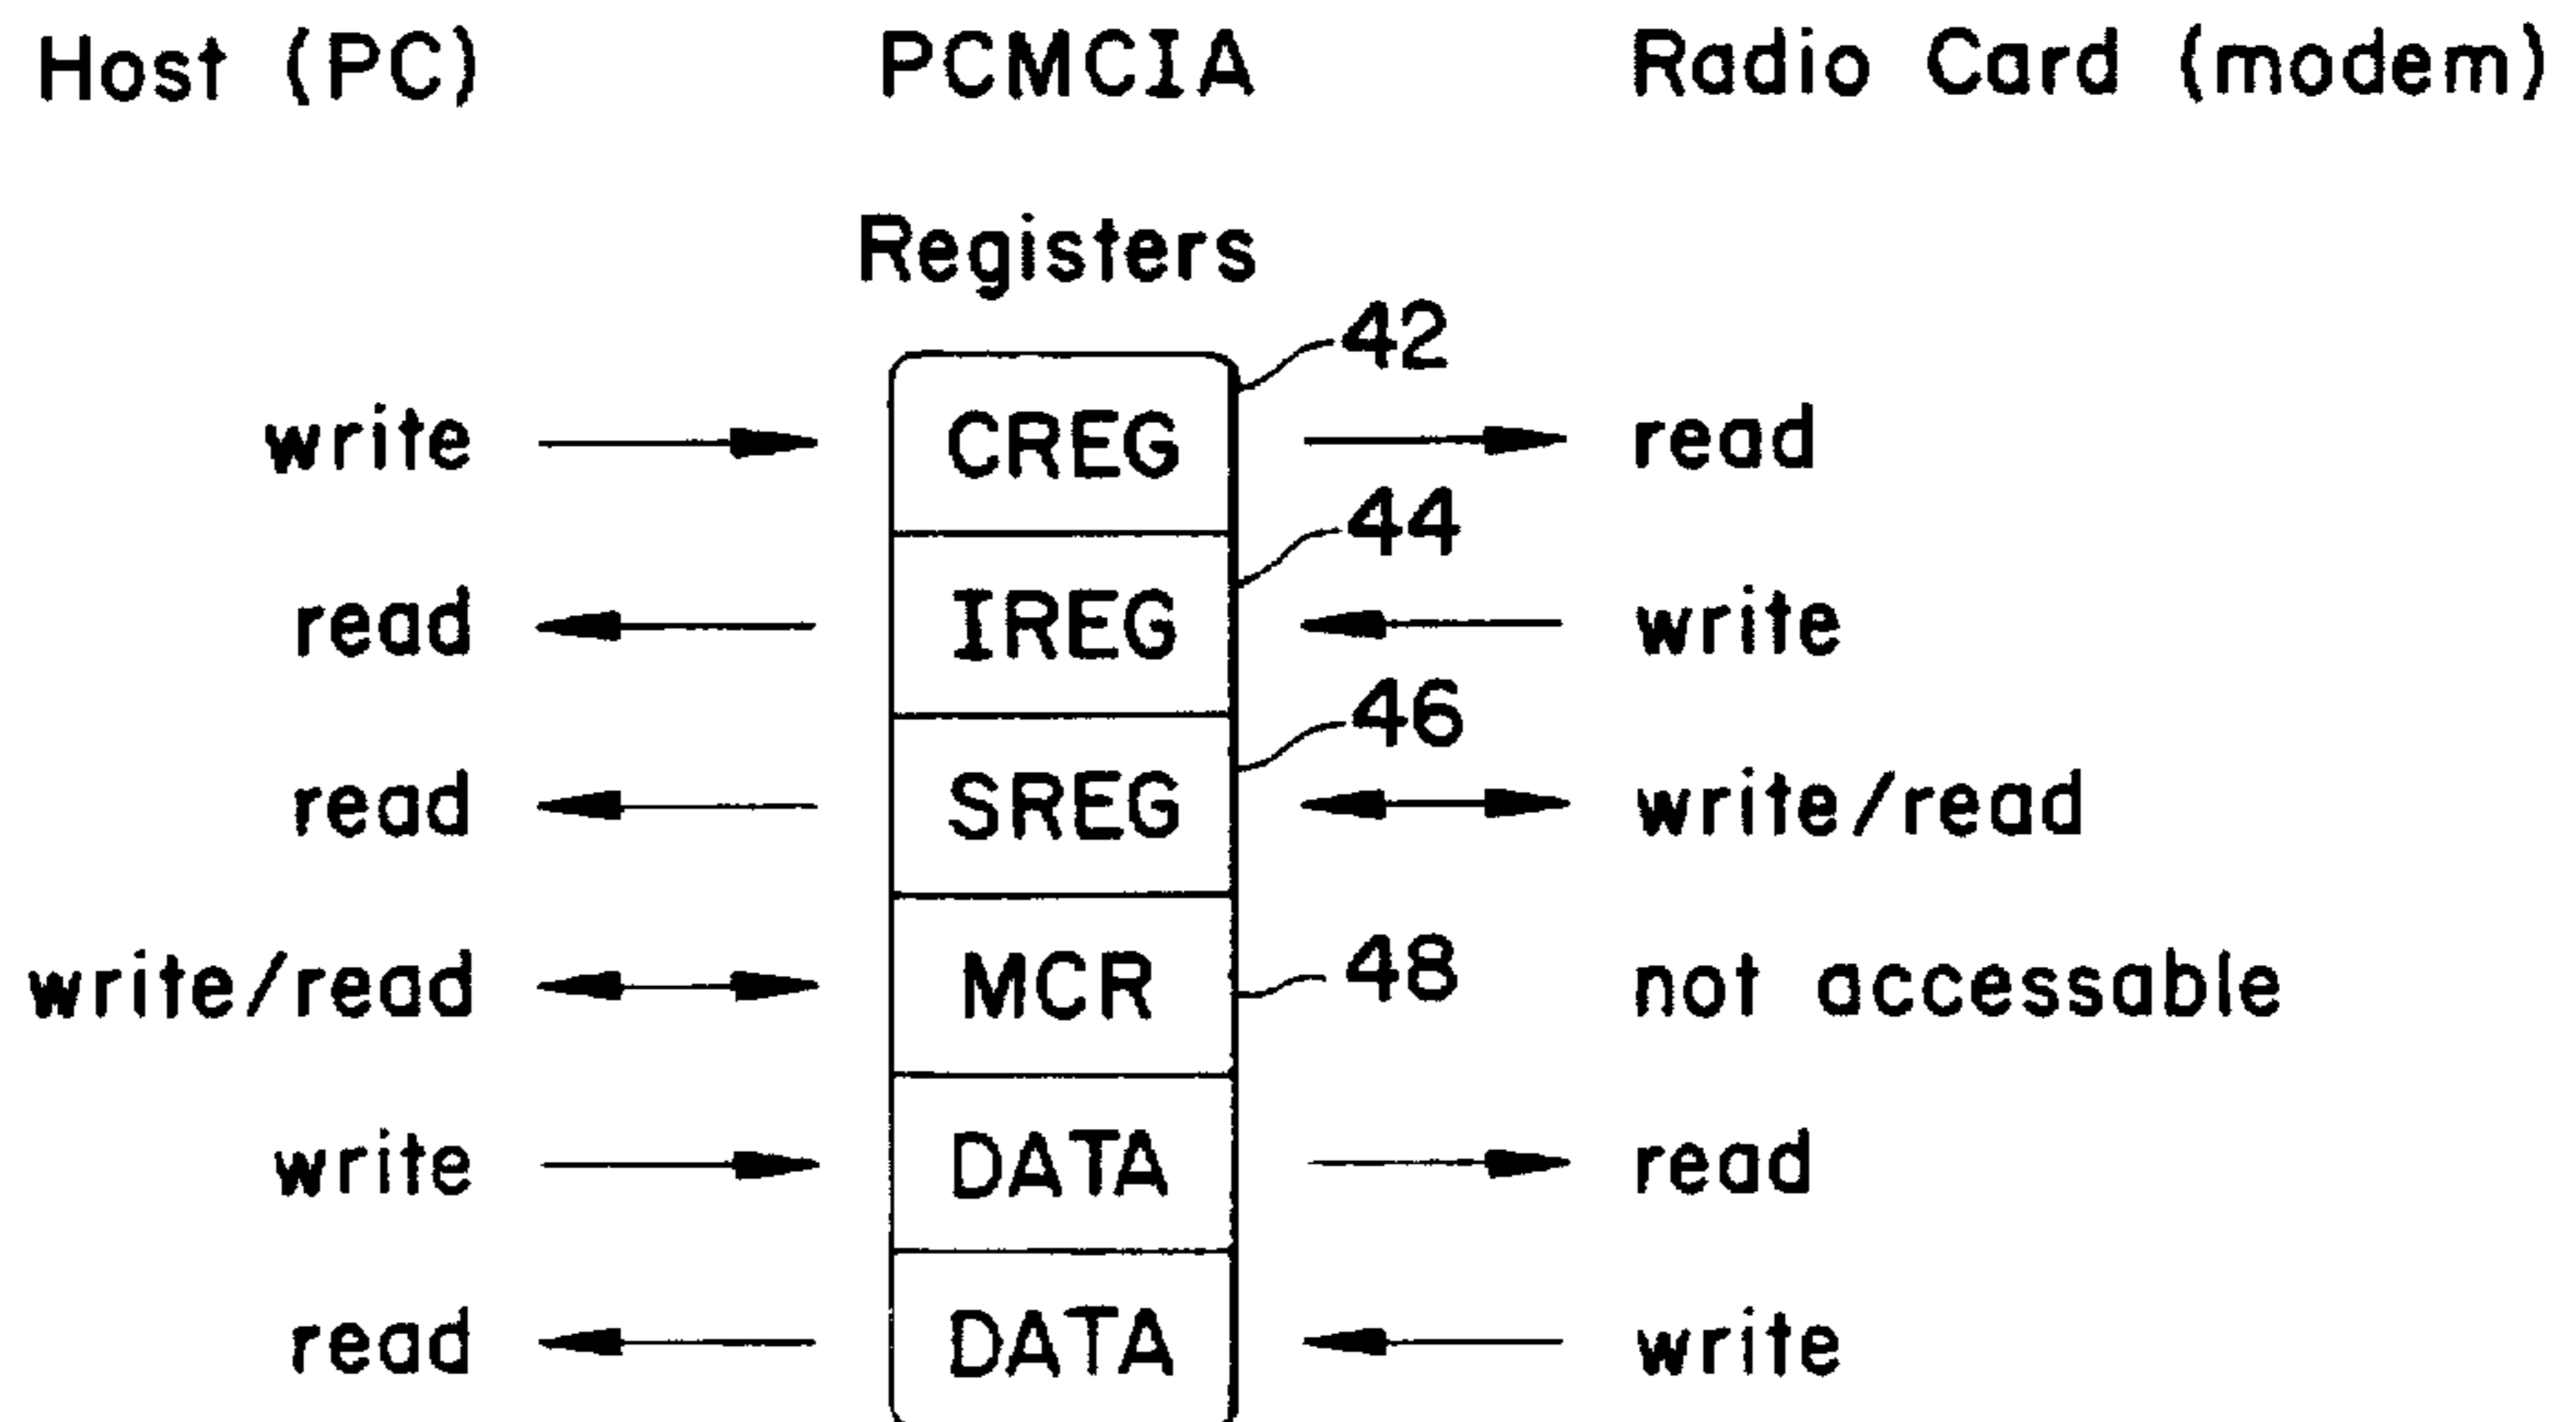 Host (PC) PCMCIA Radio Card (modem)
Registers
42
write CREG read
44
read IREG write
46
read SREG write/read
write/read MCR 48 not accessable
write DATA read
read DATA write